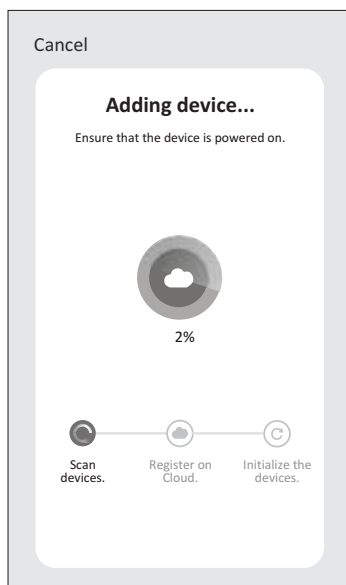 Cancel
Adding device...
Ensure that the device is powered on.
2%
Scan
devices.
Register on
Cloud.
Initialize the
devices.